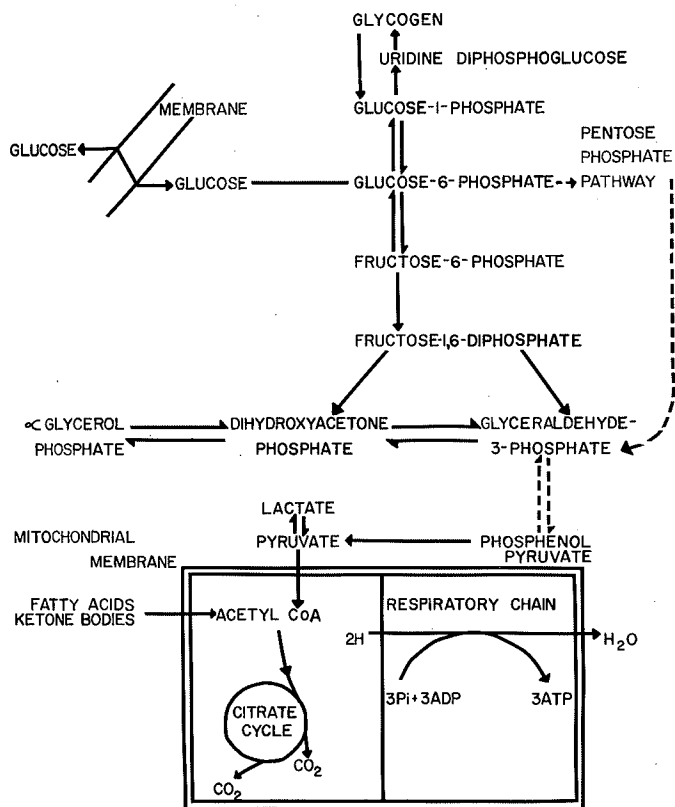 GLYCOGEN
URIDINE DIPHOSPHOGLUCOSE
MEMBRANE
GLUCOSE-1-PHOSPHATE
GLUCOSE
PENTOSE
PHOSPHATE
PATHWAY
GLUCOSE
GLUCOSE-6-PHOSPHATE
FRUCTOSE-6-PHOSPHATE
FRUCTOSE-1,6-DIPHOSPHATE
∝GLYCEROL
PHOSPHATE
DIHYDROXYACETONE
PHOSPHATE
GLYCERALDEHYDE-
3-PHOSPHATE
LACTATE
PYRUVATE
PHOSPHENOL
PYRUVATE
MITOCHONDRIAL
MEMBRANE
FATTY ACIDS
KETONE BODIES
ACETYL CoA
RESPIRATORY CHAIN
2H
H2O
3Pi+3ADP
3ATP
CITRATE
CYCLE
CO2
CO2